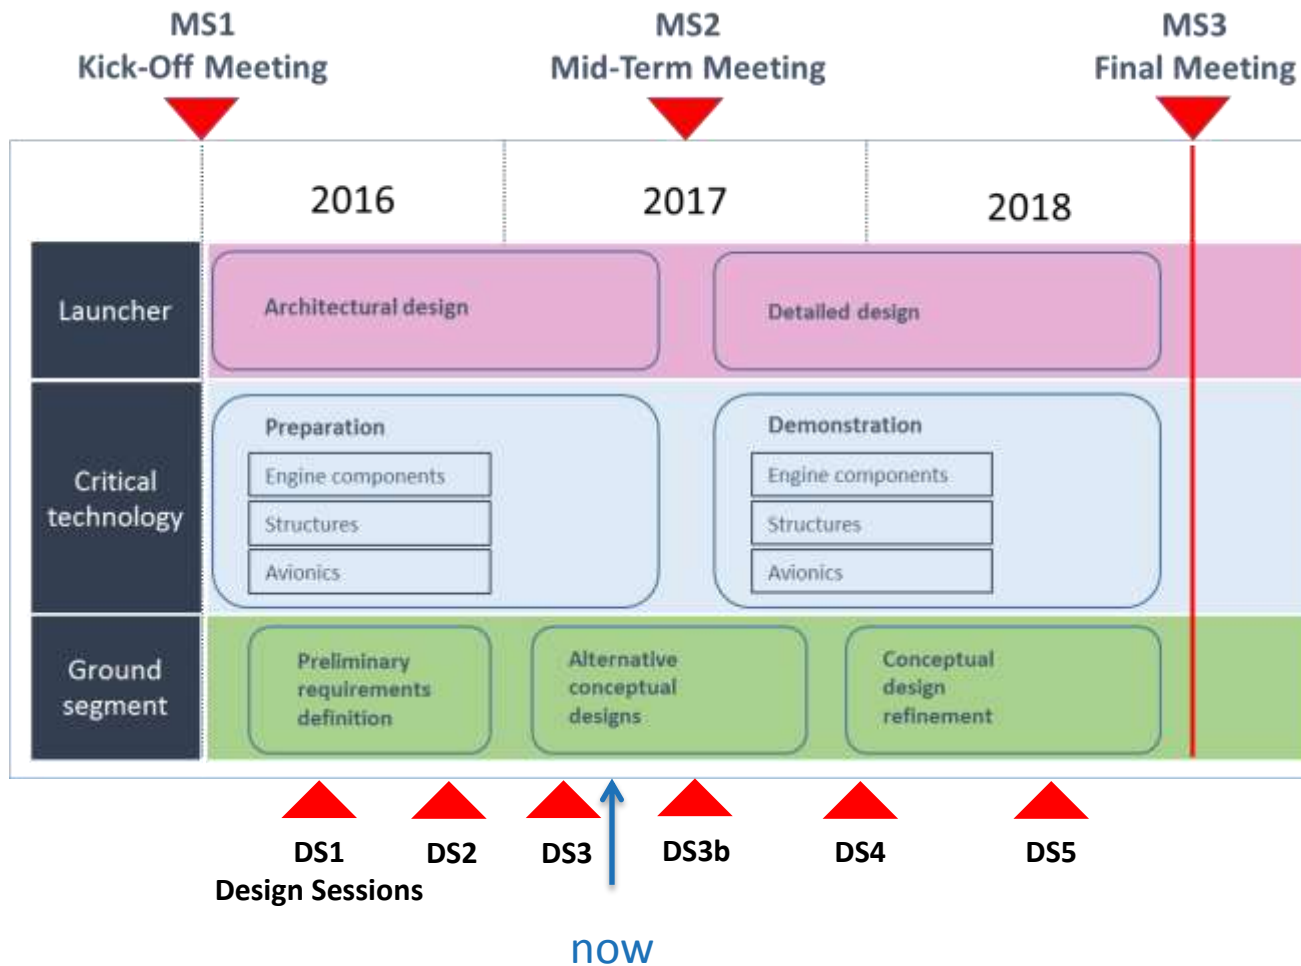 MS1
Kick-Off Meeting
MS2
Mid-Term Meeting
MS3
Final Meeting
2016
2017
2018
Launcher
Architectural design
Detailed design
Critical
technology
Preparation
Engine components
Structures
Avionics
Demonstration
Engine components
Structures
Avionics
Ground
segment
Preliminary
requirements
definition
Alternative
conceptual
designs
Conceptual
design
refinement
DS1
DS2
DS3
DS3b
DS4
DS5
Design Sessions
now